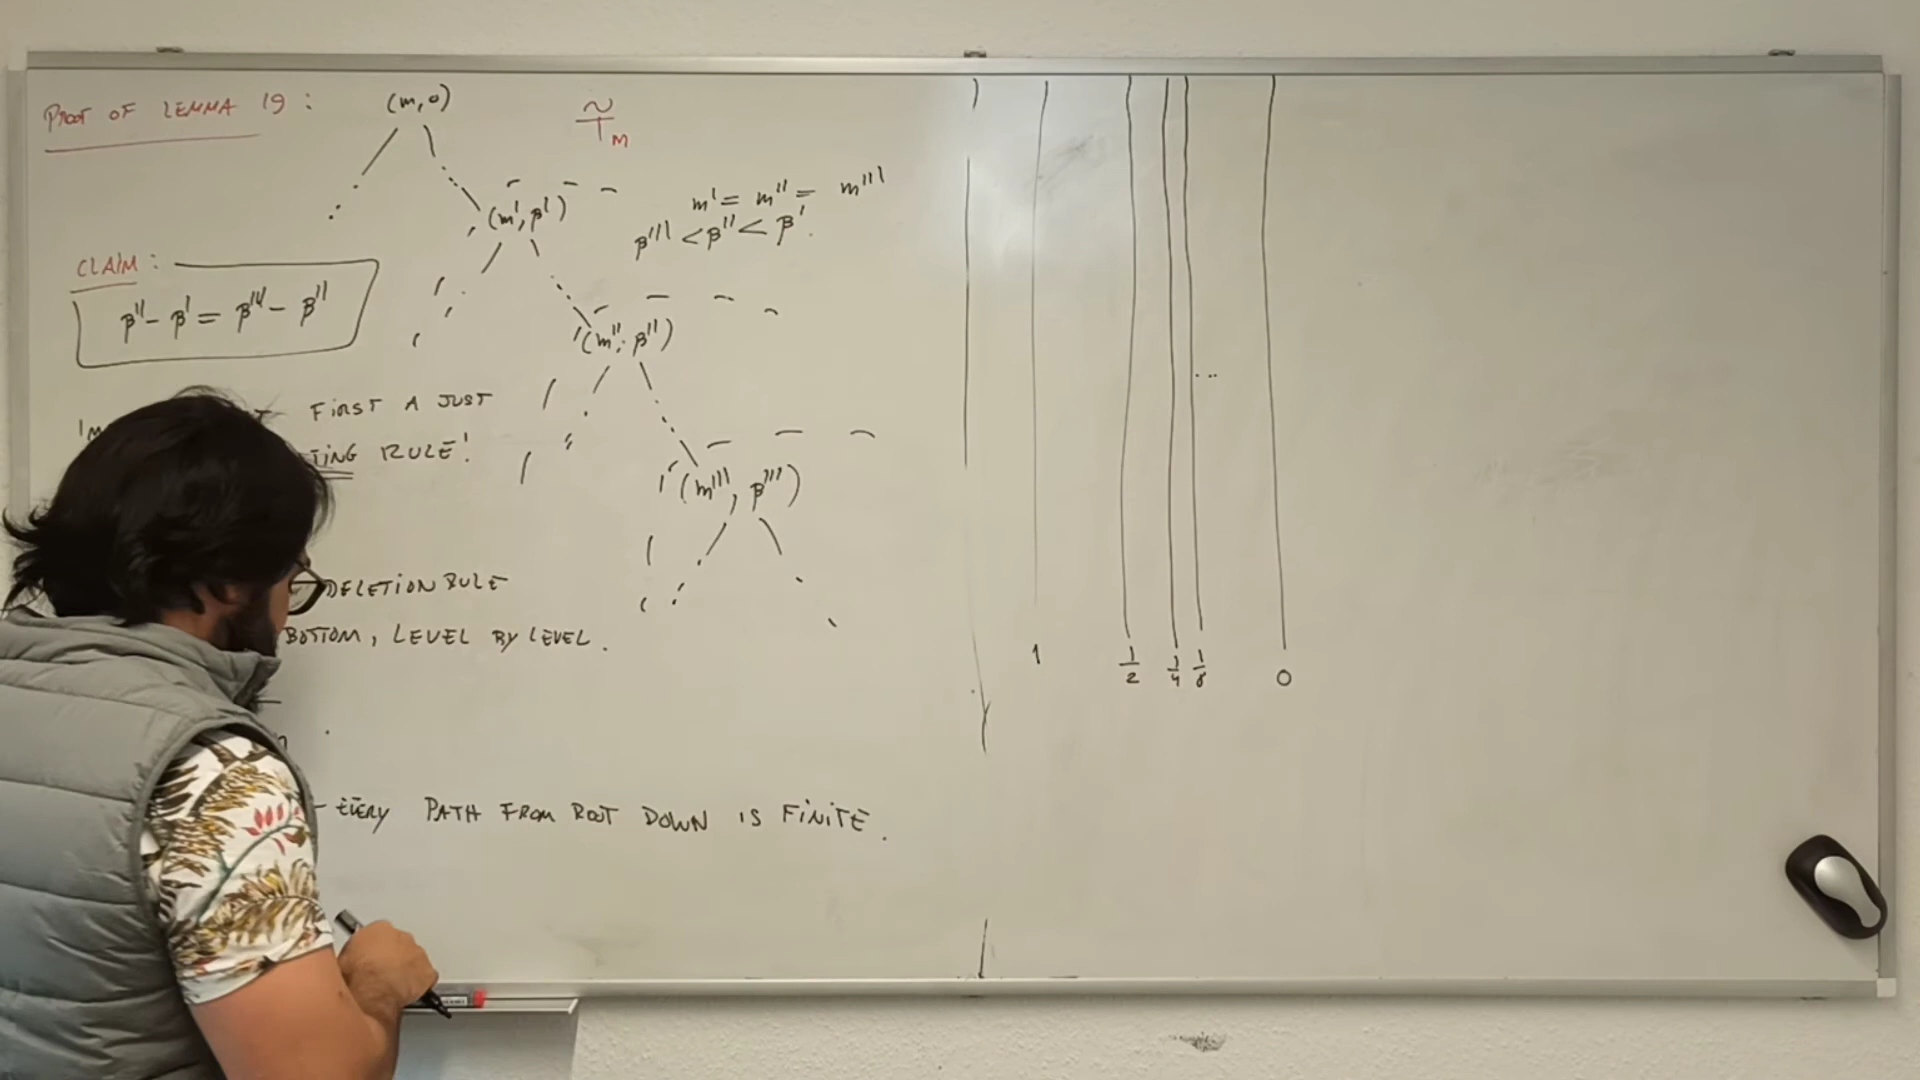 PROOF OF LEMMA 19 :
(m,0)
~
T M
(m', β')
m' = m'' = m'''
β''' < β'' < β'.
CLAIM :
β'' - β' = β''' - β''
(m'', β'')
FIRST A JUST
TING RULE!
(m''', β''')
DELETION RULE
BOTTOM, LEVEL BY LEVEL.
- EVERY PATH FROM ROOT DOWN IS FINITE.
...
1 1/2 1/4 1/8 0